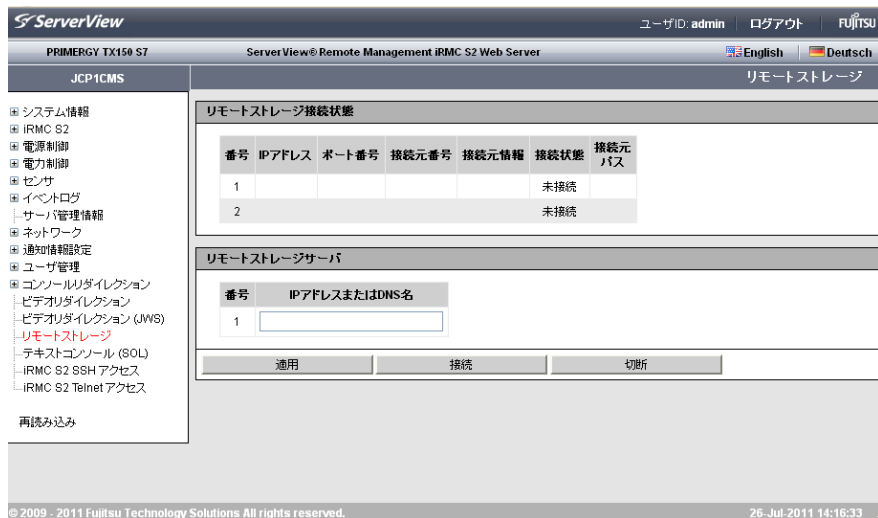 ServerView
ユーザID: admin ログアウト FUJITSU
PRIMERGY TX150 S7 ServerView® Remote Management iRMC S2 Web Server English Deutsch
JCP1CMS リモートストレージ
システム情報
iRMC S2
電源制御
電力制御
センサ
イベントログ
サーバ管理情報
ネットワーク
通知情報設定
ユーザ管理
コンソールリダイレクション
ビデオリダイレクション
ビデオリダイレクション (JWS)
リモートストレージ
テキストコンソール (SOL)
iRMC S2 SSH アクセス
iRMC S2 Telnet アクセス
再読み込み
リモートストレージ接続状態
番号 IPアドレス ポート番号 接続元番号 接続元情報 接続状態 接続元パス
1 未接続
2 未接続
リモートストレージサーバ
番号 IPアドレスまたはDNS名
1
適用 接続 切断
© 2009 - 2011 Fujitsu Technology Solutions All rights reserved. 26-Jul-2011 14:16:33